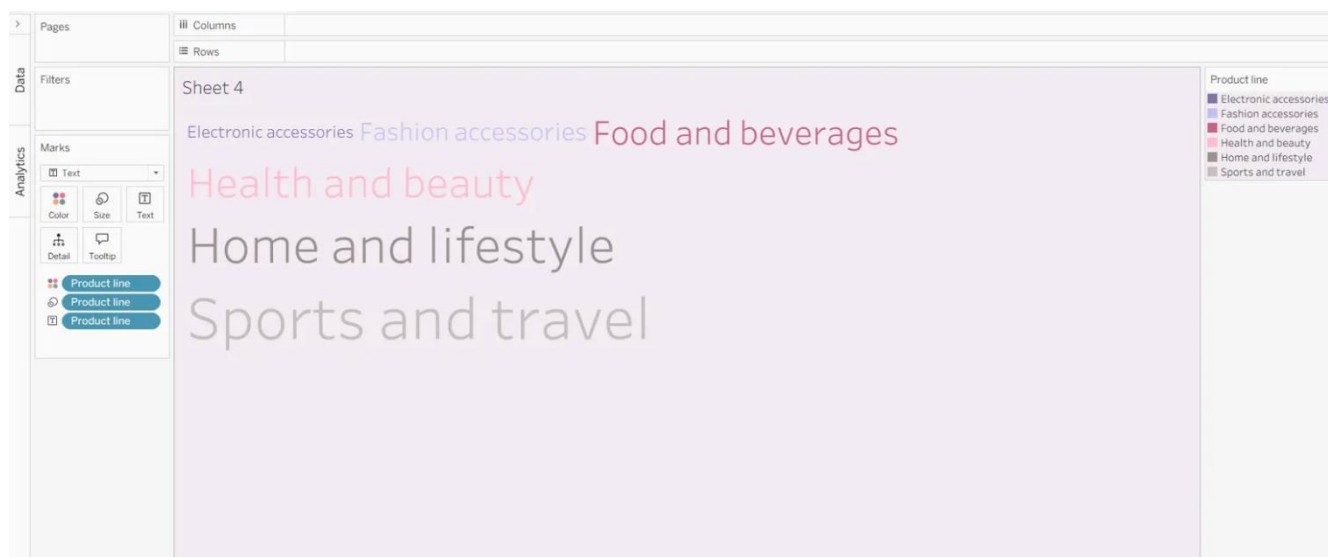 Pages
Columns
Rows
Data
Analytics
Filters
Marks
Text
Color Size Text
Detail Tooltip
Product line
Product line
Product line
Sheet 4
Electronic accessories Fashion accessories Food and beverages
Health and beauty
Home and lifestyle
Sports and travel
Product line
Electronic accessories
Fashion accessories
Food and beverages
Health and beauty
Home and lifestyle
Sports and travel